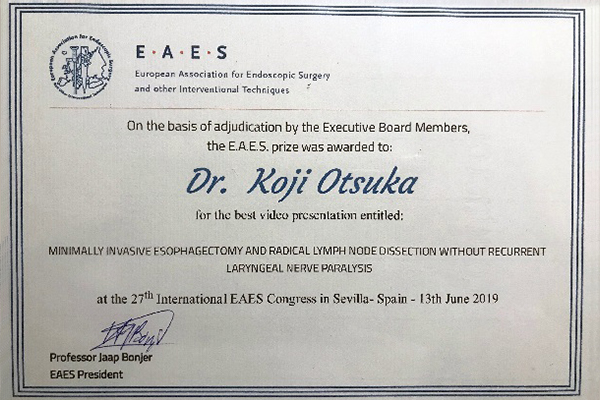 E·A·E·S
European Association for Endoscopic Surgery
and other Interventional Techniques
On the basis of adjudication by the Executive Board Members,
the E.A.E.S. prize was awarded to:
Dr. Koji Otsuka
for the best video presentation entitled:
MINIMALLY INVASIVE ESOPHAGECTOMY AND RADICAL LYMPH NODE DISSECTION WITHOUT RECURRENT
LARYNGEAL NERVE PARALYSIS
at the 27th International EAES Congress in Sevilla- Spain - 13th June 2019
Professor Jaap Bonjer
EAES President